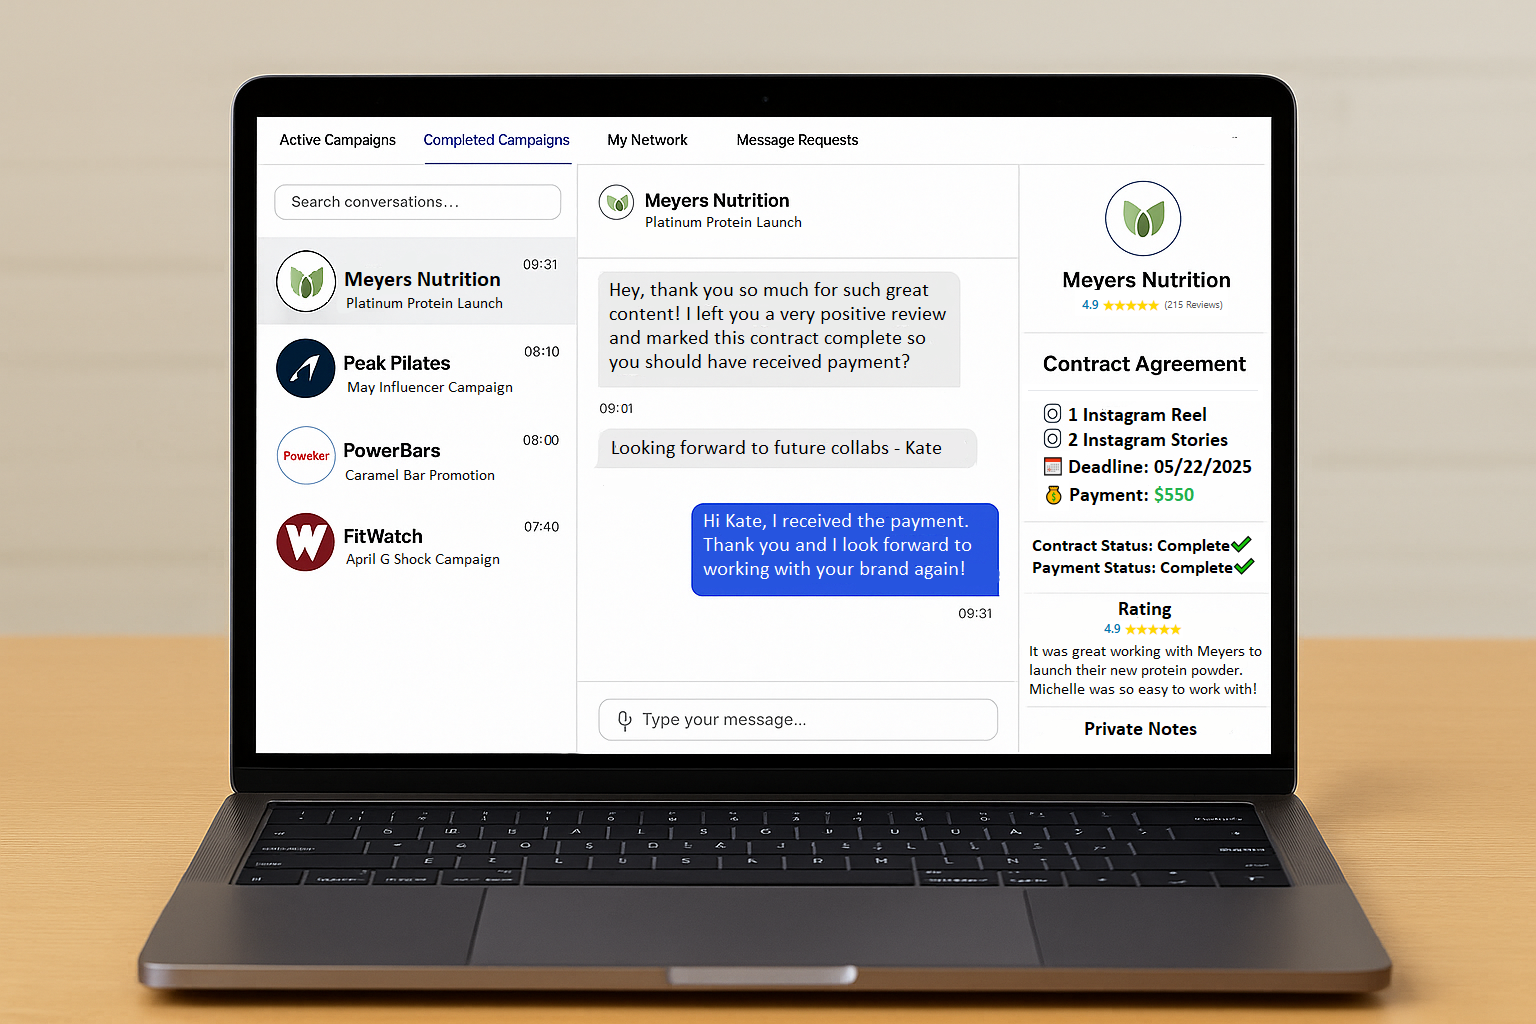 Active Campaigns
Completed Campaigns
My Network
Message Requests
Search conversations...
Meyers Nutrition
09:31
Platinum Protein Launch
Peak Pilates
08:10
May Influencer Campaign
Poweker
PowerBars
08:00
Caramel Bar Promotion
W
FitWatch
07:40
April G Shock Campaign
Meyers Nutrition
Platinum Protein Launch
Hey, thank you so much for such great
content! I left you a very positive review
and marked this contract complete so
you should have received payment?
09:01
Looking forward to future collabs - Kate
Hi Kate, I received the payment.
Thank you and I look forward to
working with your brand again!
09:31
Type your message...
Meyers Nutrition
4.9 ★★★★★ (215 Reviews)
Contract Agreement
1 Instagram Reel
2 Instagram Stories
Deadline: 05/22/2025
Payment: $550
Contract Status: Complete
Payment Status: Complete
Rating
4.9 ★★★★★
It was great working with Meyers to
launch their new protein powder.
Michelle was so easy to work with!
Private Notes